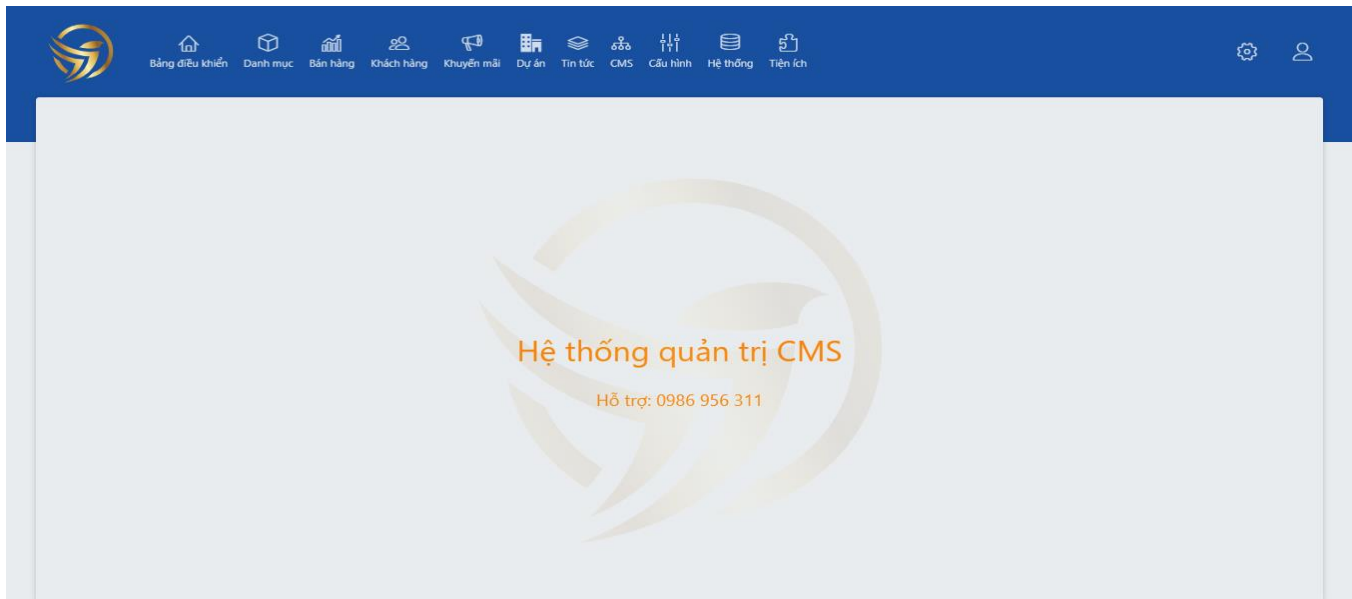 Bảng điều khiển Danh mục Bán hàng Khách hàng Khuyến mãi Dự án Tin tức CMS Cấu hình Hệ thống Tiện ích
Hệ thống quản trị CMS
Hỗ trợ: 0986 956 311